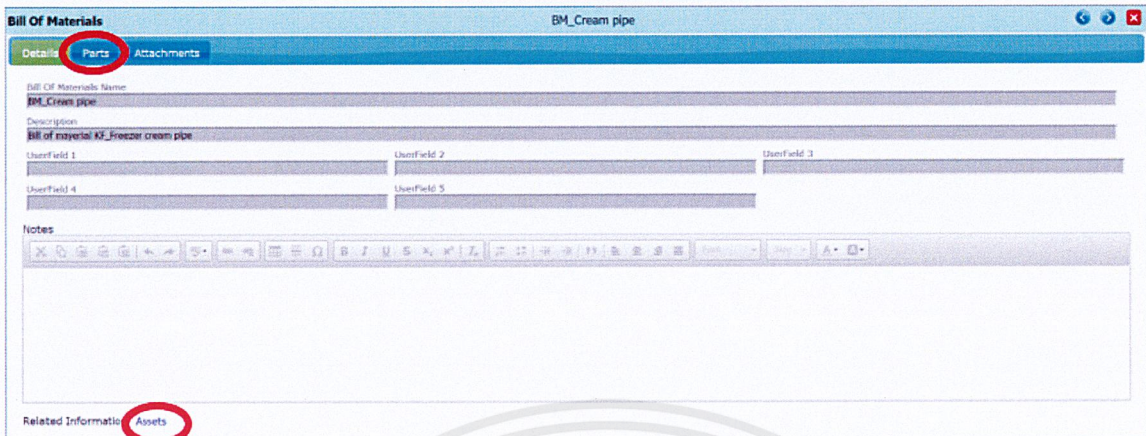 Bill Of Materials BM_Cream pipe
Details Parts Attachments
Bill Of Materials Name
BM_Cream pipe
Description
Bill of mayerial KF_Freezer cream pipe
UserField 1 UserField 2 UserField 3
UserField 4 UserField 5
Notes
Related Information Assets